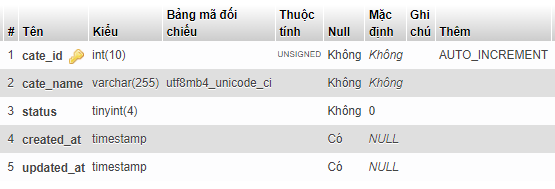 # Tên Kiểu Bảng mã đối chiếu Thuộc tính Null Mặc định Ghi chú Thêm
1 cate_id int(10) UNSIGNED Không Không AUTO_INCREMENT
2 cate_name varchar(255) utf8mb4_unicode_ci Không Không
3 status tinyint(4) Không 0
4 created_at timestamp Có NULL
5 updated_at timestamp Có NULL